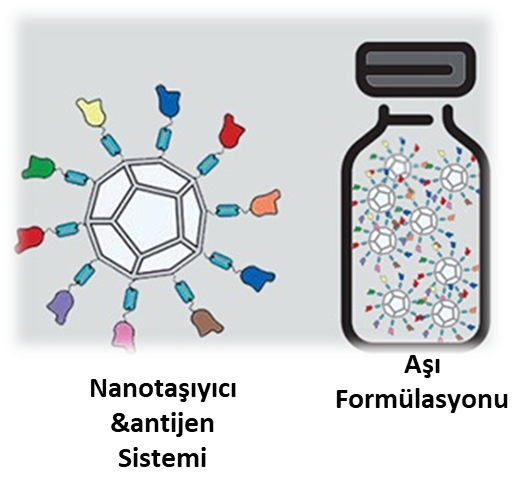 Nanotaşıyıcı
&antijen
Sistemi
Aşı
Formülasyonu